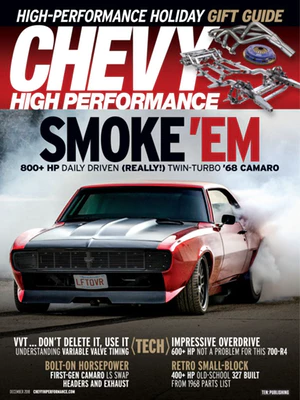 HIGH-PERFORMANCE HOLIDAY GIFT GUIDE
CHEVY
HIGH PERFORMANCE
SMOKE 'EM
800+ HP DAILY DRIVEN (REALLY!) TWIN-TURBO '68 CAMARO
LFTOVR
VVT ... DON'T DELETE IT, USE IT
UNDERSTANDING VARIABLE VALVE TIMING
BOLT-ON HORSEPOWER
FIRST-GEN CAMARO LS SWAP
HEADERS AND EXHAUST
(TECH)
IMPRESSIVE OVERDRIVE
600+ HP NOT A PROBLEM FOR THIS 700-R4
RETRO SMALL-BLOCK
400+ HP OLD-SCHOOL 327 BUILT
FROM 1968 PARTS LIST
CHEVYHIPERFORMANCE.COM
TEN: PUBLISHING